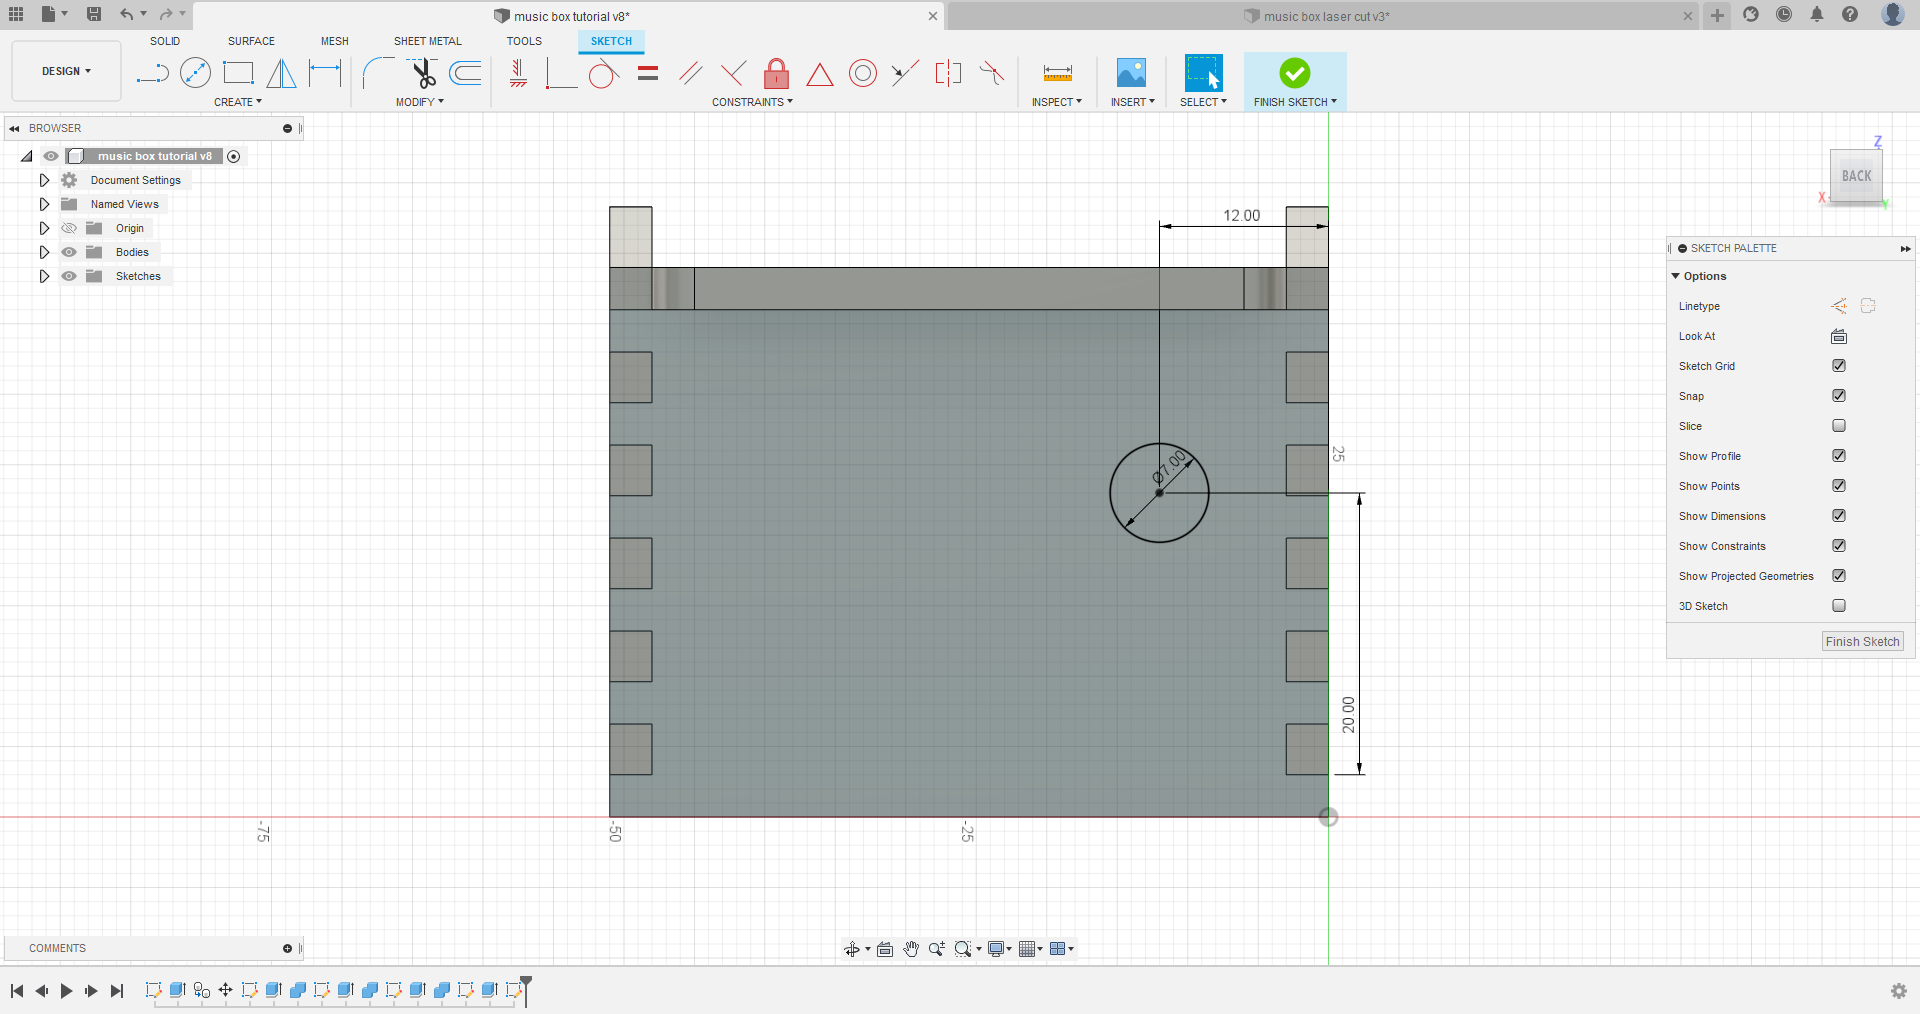 music box tutorial v8*
music box laser cut v3*
SOLID SURFACE MESH SHEET METAL TOOLS SKETCH
DESIGN
CREATE MODIFY CONSTRAINTS INSPECT INSERT SELECT FINISH SKETCH
BROWSER
music box tutorial v8
Document Settings
Named Views
Origin
Bodies
Sketches
12.00
Ø7.00
25
20.00
-75
-50
-25
Z
BACK
X
Y
SKETCH PALETTE
Options
Linetype
Look At
Sketch Grid
Snap
Slice
Show Profile
Show Points
Show Dimensions
Show Constraints
Show Projected Geometries
3D Sketch
Finish Sketch
COMMENTS